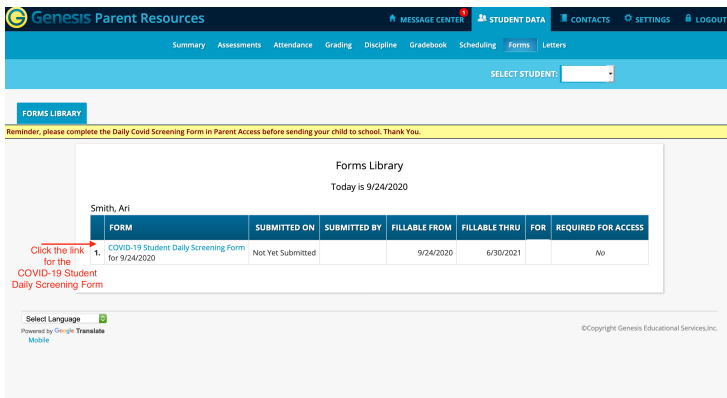 Genesis Parent Resources
MESSAGE CENTER 1 STUDENT DATA CONTACTS SETTINGS LOGOUT
Summary Assessments Attendance Grading Discipline Gradebook Scheduling Forms Letters
SELECT STUDENT:
FORMS LIBRARY
Reminder, please complete the Daily Covid Screening Form in Parent Access before sending your child to school. Thank You.
Forms Library
Today is 9/24/2020
Smith, Ari
FORM SUBMITTED ON SUBMITTED BY FILLABLE FROM FILLABLE THRU FOR REQUIRED FOR ACCESS
1. COVID-19 Student Daily Screening Form
for 9/24/2020 Not Yet Submitted 9/24/2020 6/30/2021 No
Click the link
for the
COVID-19 Student
Daily Screening Form
Select Language
Powered by Google Translate
Mobile
©Copyright Genesis Educational Services,Inc.